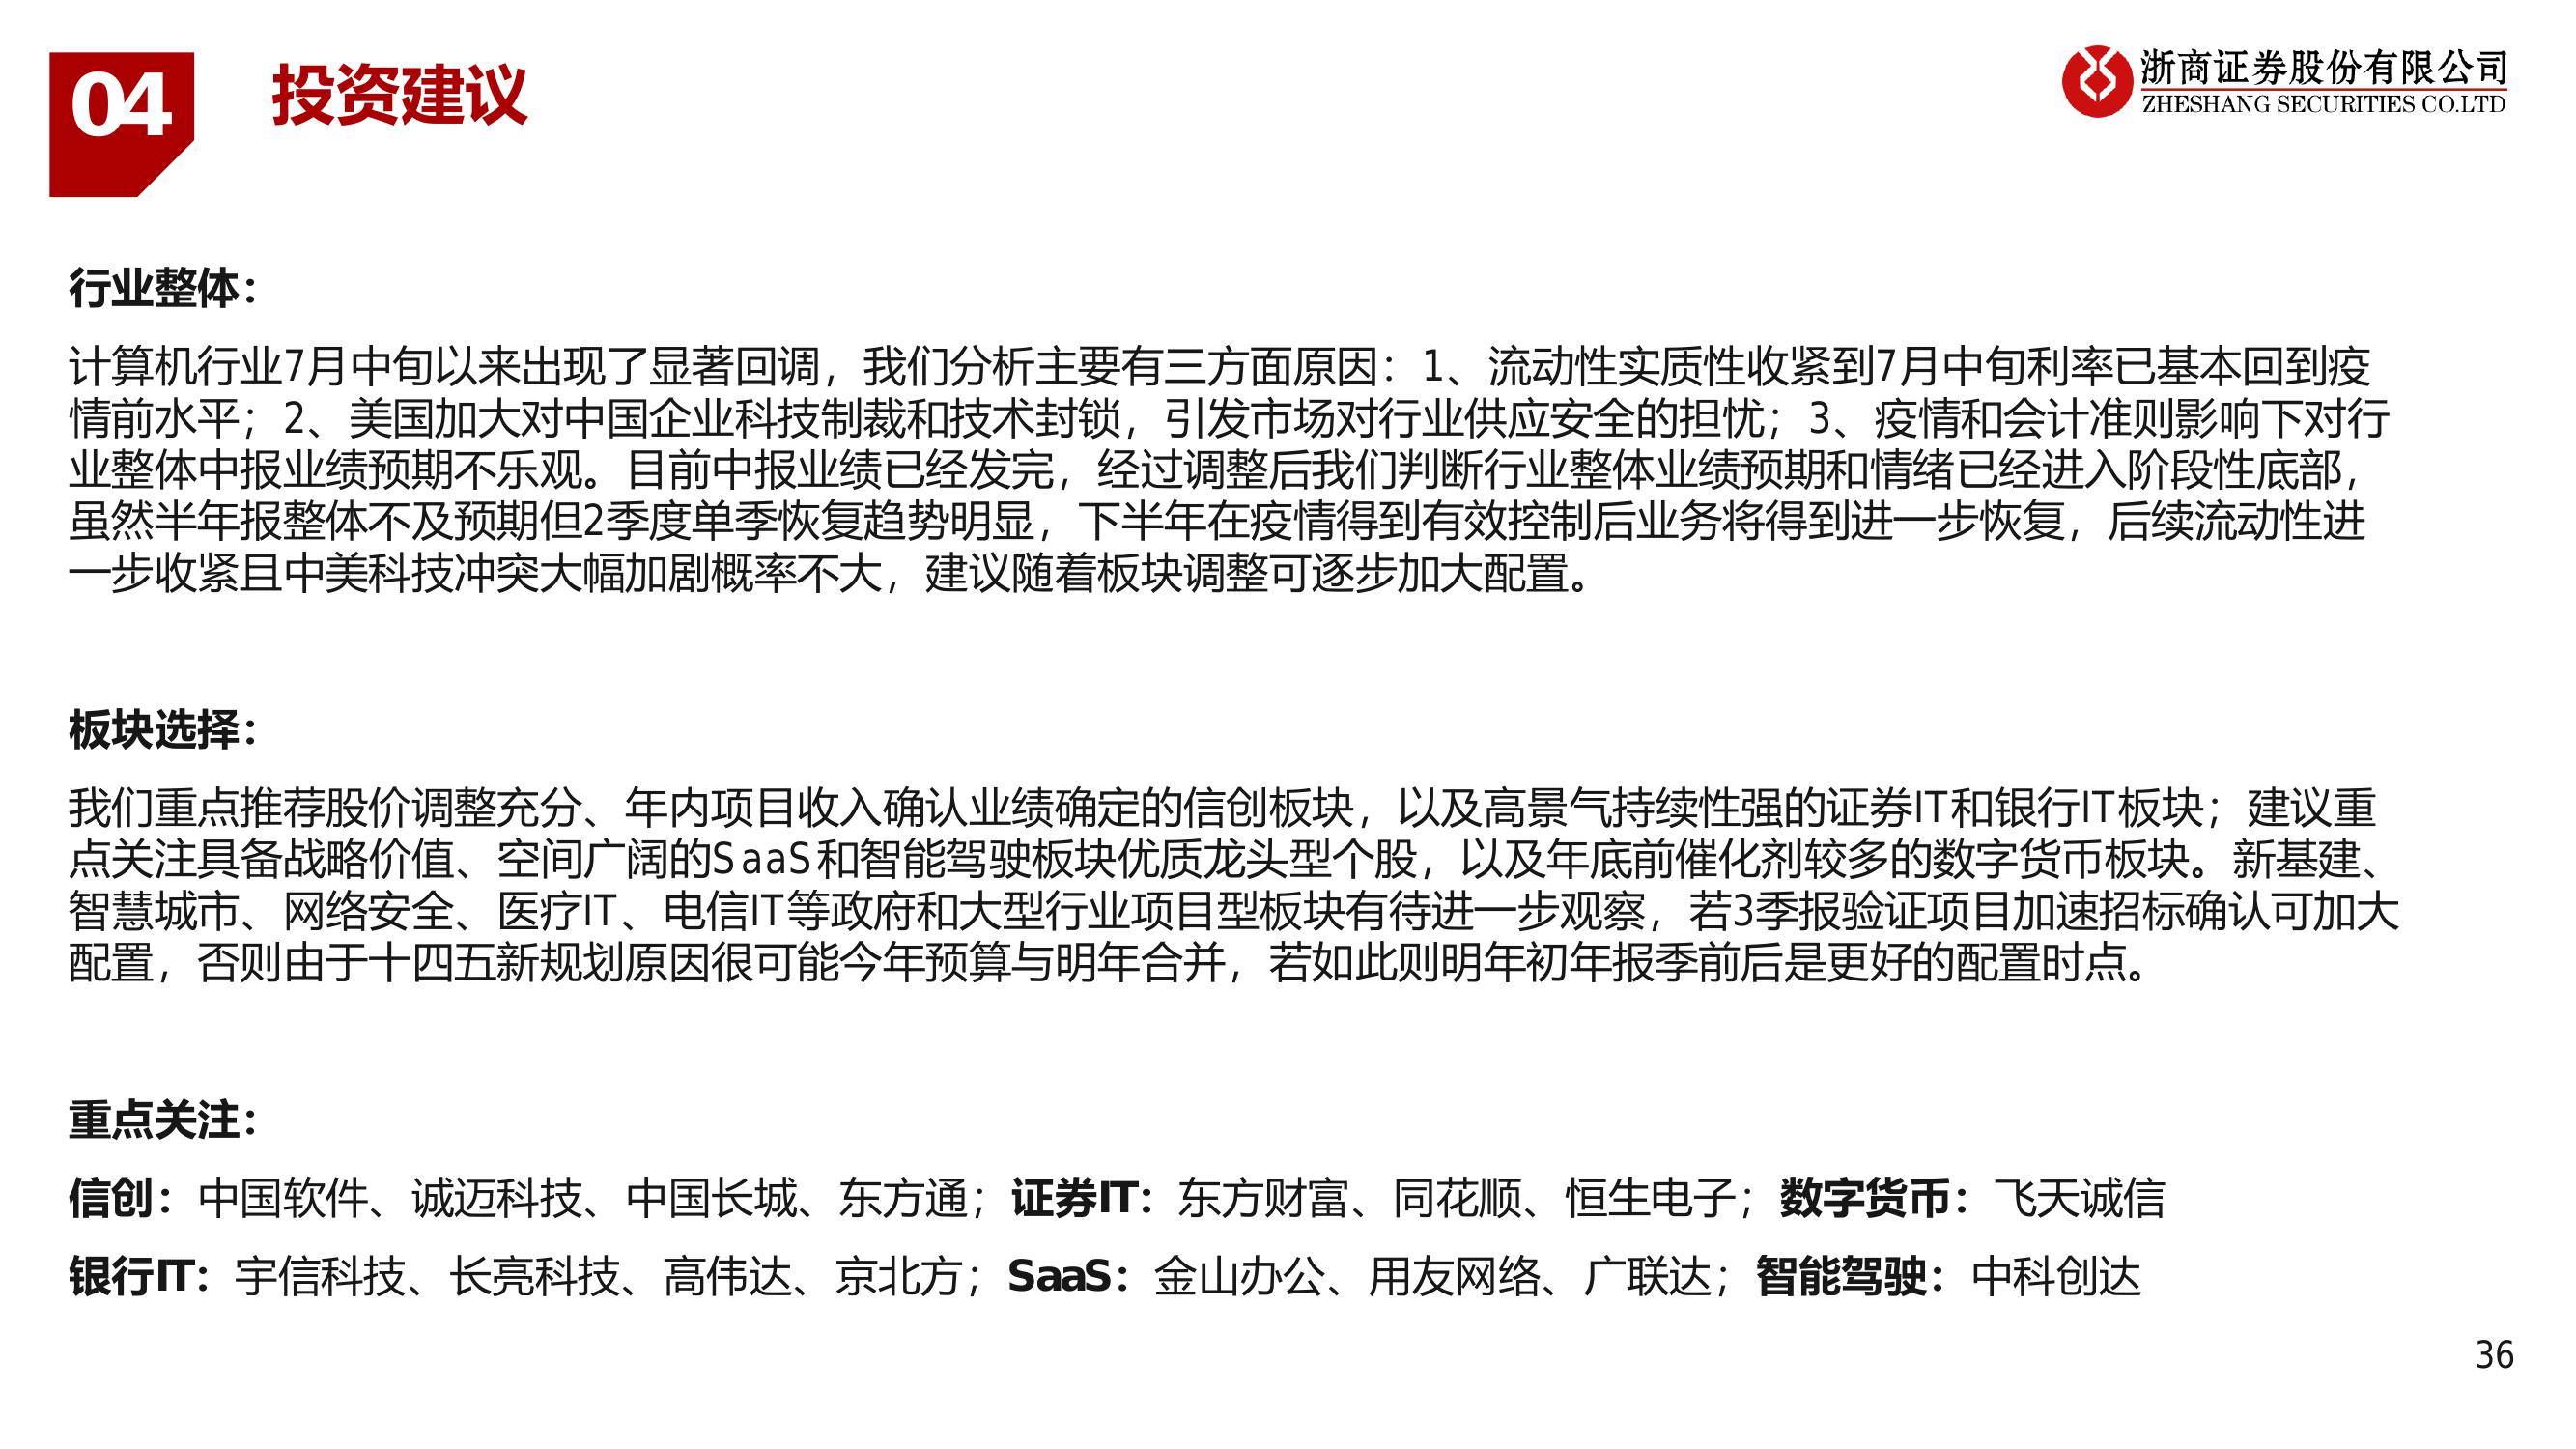 04
投资建议
浙商证券股份有限公司
ZHESHANG SECURITIES CO.LTD
行业整体：
计算机行业7月中旬以来出现了显著回调，我们分析主要有三方面原因：1、流动性实质性收紧到7月中旬利率已基本回到疫
情前水平；2、美国加大对中国企业科技制裁和技术封锁，引发市场对行业供应安全的担忧；3、疫情和会计准则影响下对行
业整体中报业绩预期不乐观。目前中报业绩已经发完，经过调整后我们判断行业整体业绩预期和情绪已经进入阶段性底部，
虽然半年报整体不及预期但2季度单季恢复趋势明显，下半年在疫情得到有效控制后业务将得到进一步恢复，后续流动性进
一步收紧且中美科技冲突大幅加剧概率不大，建议随着板块调整可逐步加大配置。
板块选择：
我们重点推荐股价调整充分、年内项目收入确认业绩确定的信创板块，以及高景气持续性强的证券IT和银行IT板块；建议重
点关注具备战略价值、空间广阔的SaaS和智能驾驶板块优质龙头型个股，以及年底前催化剂较多的数字货币板块。新基建、
智慧城市、网络安全、医疗IT、电信IT等政府和大型行业项目型板块有待进一步观察，若3季报验证项目加速招标确认可加大
配置，否则由于十四五新规划原因很可能今年预算与明年合并，若如此则明年初年报季前后是更好的配置时点。
重点关注：
信创：中国软件、诚迈科技、中国长城、东方通；证券IT：东方财富、同花顺、恒生电子；数字货币：飞天诚信
银行IT：宇信科技、长亮科技、高伟达、京北方；SaaS：金山办公、用友网络、广联达；智能驾驶：中科创达
36